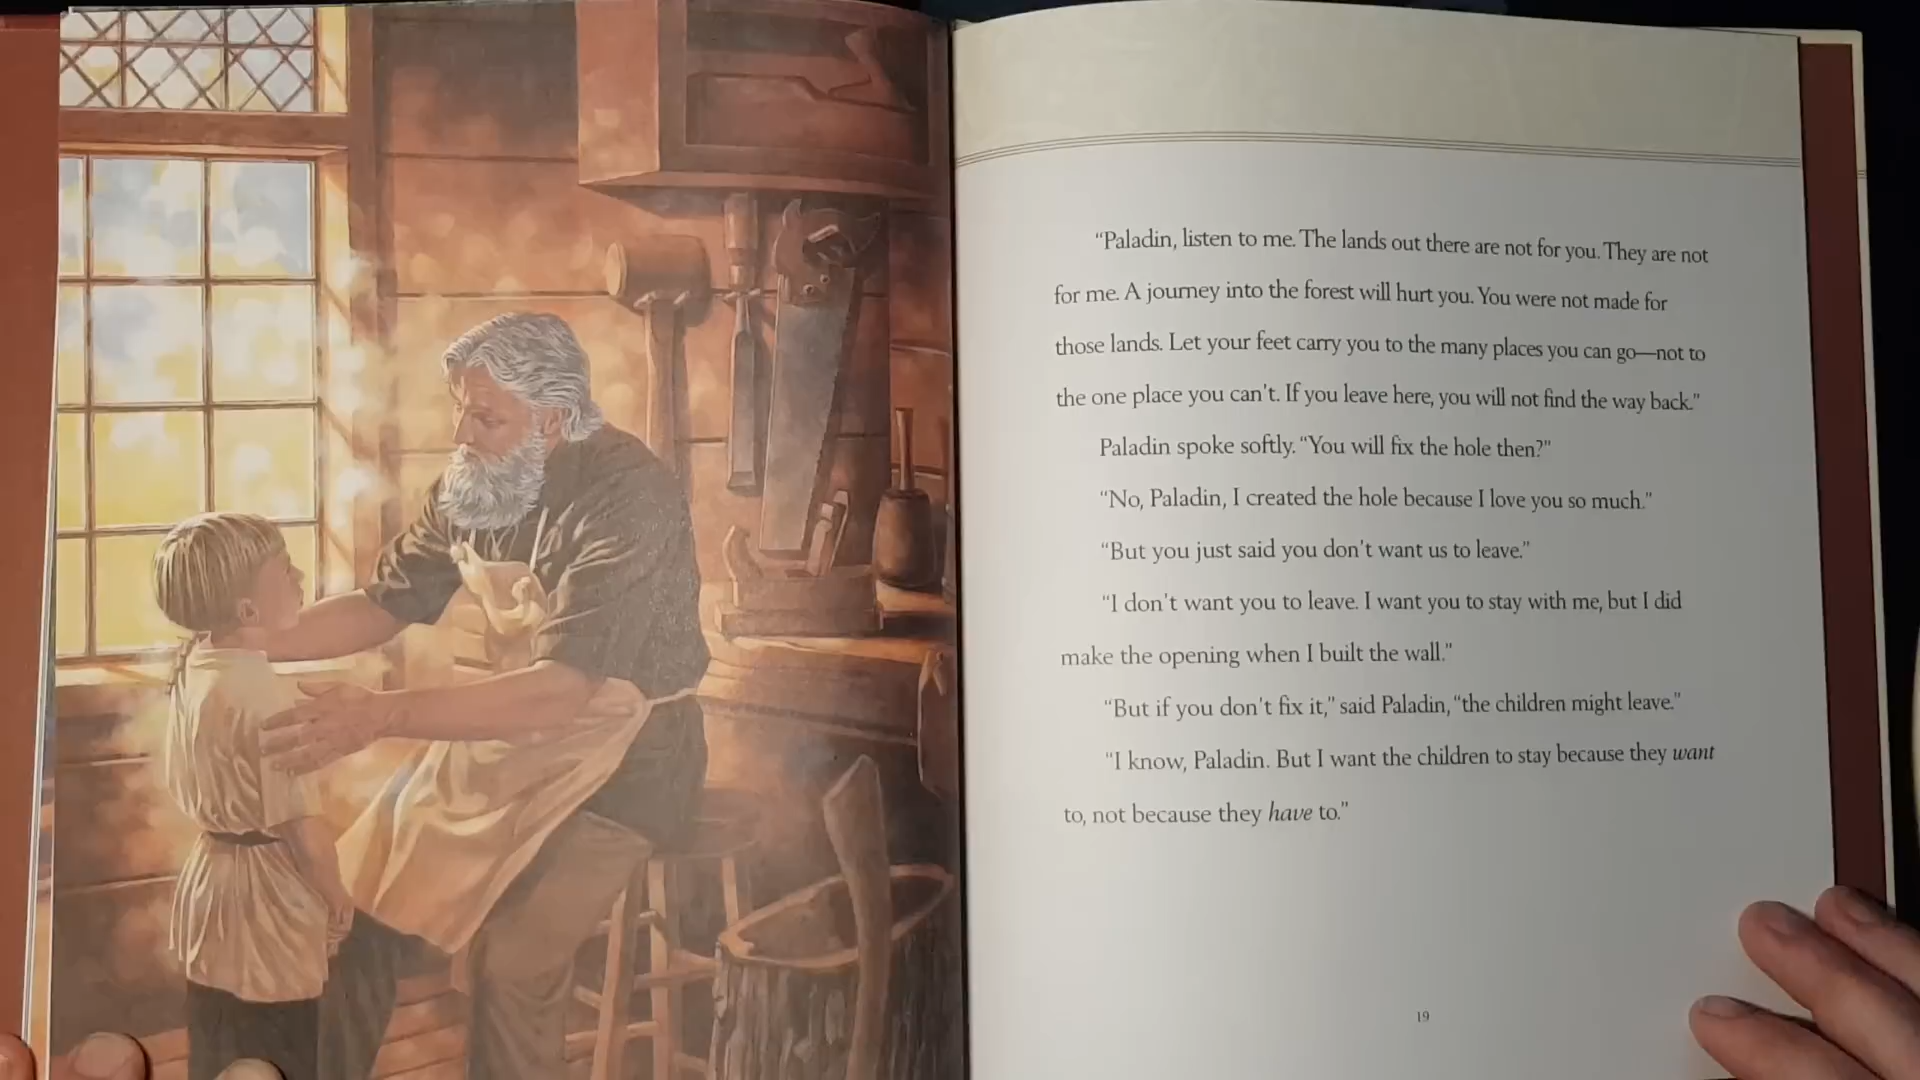 “Paladin, listen to me. The lands out there are not for you. They are not
for me. A journey into the forest will hurt you. You were not made for
those lands. Let your feet carry you to the many places you can go—not to
the one place you can't. If you leave here, you will not find the way back.”
Paladin spoke softly. “You will fix the hole then?”
“No, Paladin, I created the hole because I love you so much.”
“But you just said you don't want us to leave.”
“I don't want you to leave. I want you to stay with me, but I did
make the opening when I built the wall.”
“But if you don't fix it,” said Paladin, “the children might leave.”
“I know, Paladin. But I want the children to stay because they want
to, not because they have to.”
19